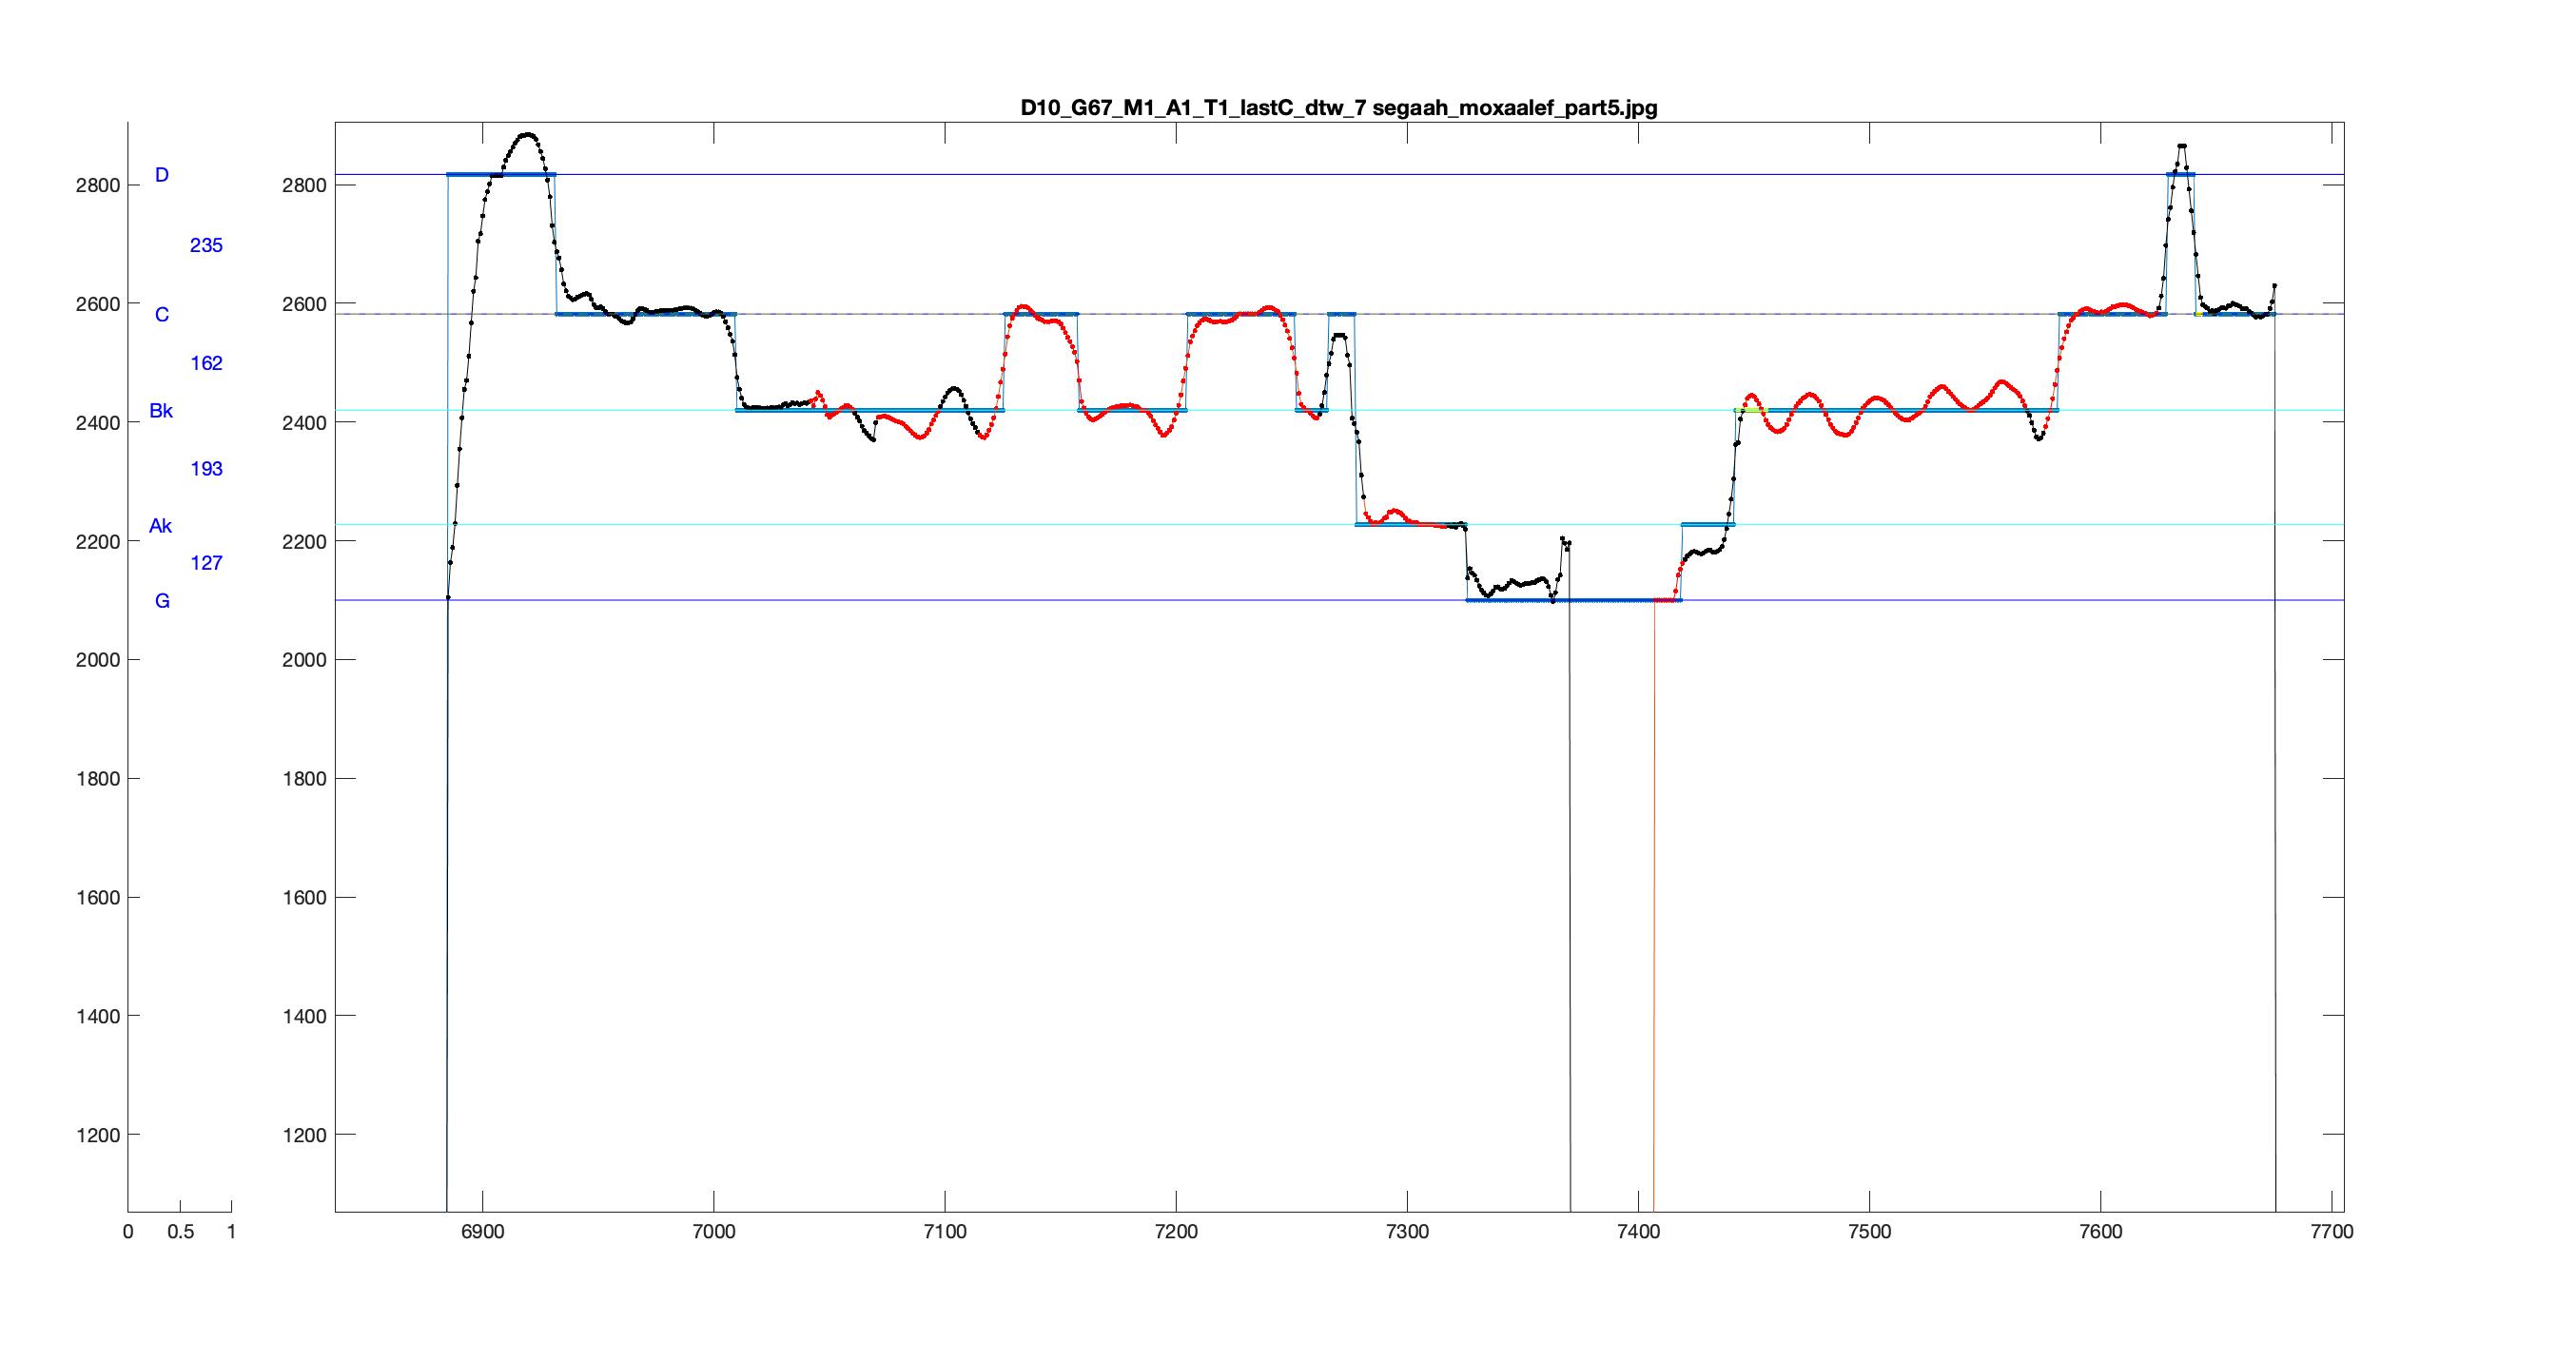 D10_G67_M1_A1_T1_lastC_dtw_7 segaah_moxaalef_part5.jpg
2800 D 2800
235
2600 C 2600
162
2400 Bk 2400
193
2200 Ak 2200
127
G
2000 2000
1800 1800
1600 1600
1400 1400
1200 1200
0 0.5 1 6900 7000 7100 7200 7300 7400 7500 7600 7700